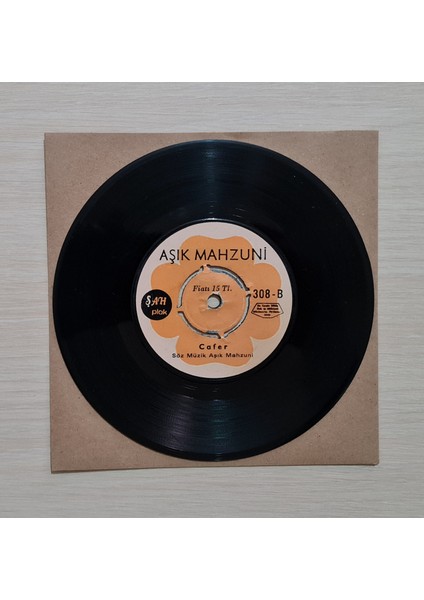 AŞIK MAHZUNİ
Fiatı 15 Tl.
ŞAH
plak
308-B
Cafer
Söz Müzik Aşık Mahzuni